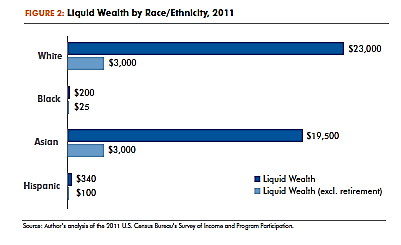 FIGURE 2: Liquid Wealth by Race/Ethnicity, 2011
White
$23,000
$3,000
Black
$200
$25
Asian
$19,500
$3,000
Hispanic
$340
$100
Liquid Wealth
Liquid Wealth (excl. retirement)
Source: Author's analysis of the 2011 U.S. Census Bureau's Survey of Income and Program Participation.